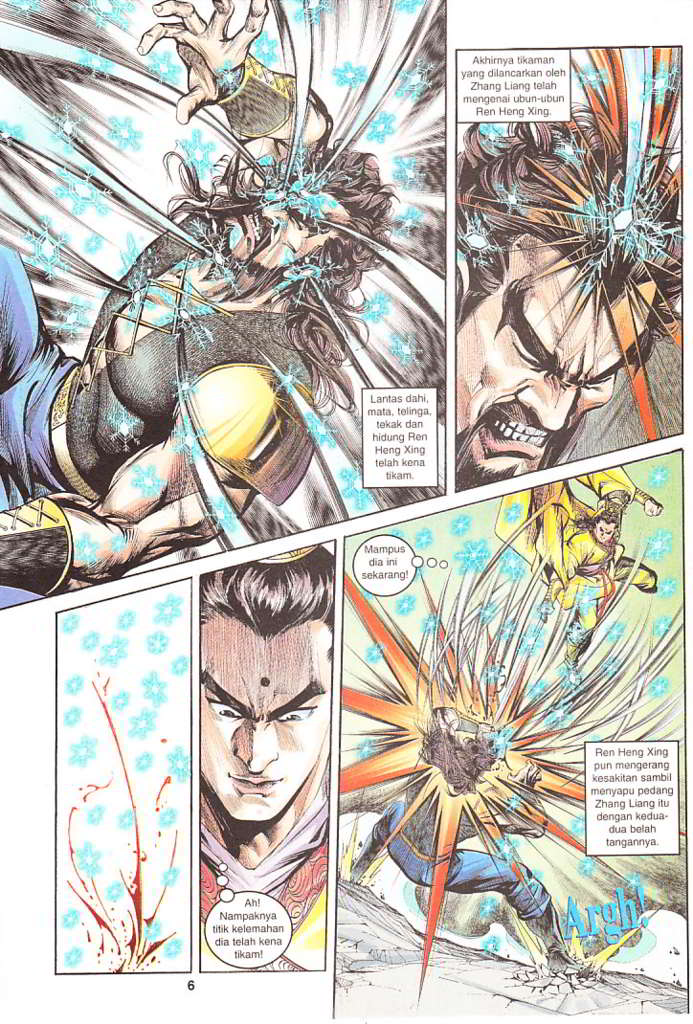 Akhirnya tikaman
yang dilancarkan oleh
Zhang Liang telah
mengenai ubun-ubun
Ren Heng Xing.
Lantas dahi,
mata, telinga,
tekak dan
hidung Ren
Heng Xing
telah kena
tikam.
Mampus
dia ini
sekarang!
Ren Heng Xing
pun mengerang
kesakitan sambil
menyapu pedang
Zhang Liang itu
dengan kedua-
dua belah
tangannya.
Ah!
Nampaknya
titik kelemahan
dia telah kena
tikam!
Argh!
6